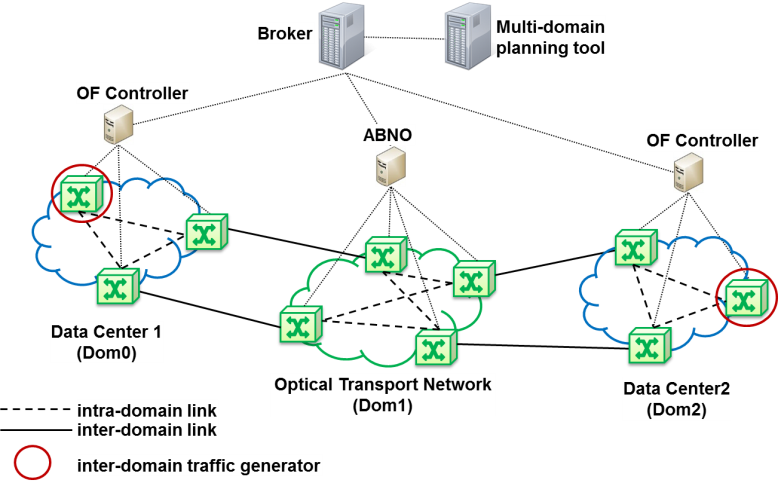 Broker
Multi-domain
planning tool
OF Controller
ABNO
OF Controller
Data Center 1
(Dom0)
Optical Transport Network
(Dom1)
Data Center2
(Dom2)
intra-domain link
inter-domain link
inter-domain traffic generator